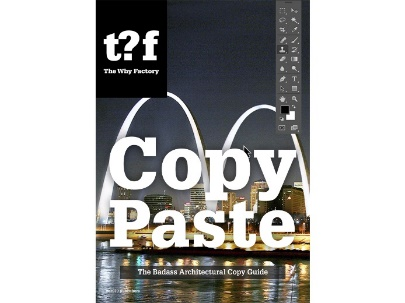 t?f
The Why Factory
Copy
Paste
The Badass Architectural Copy Guide